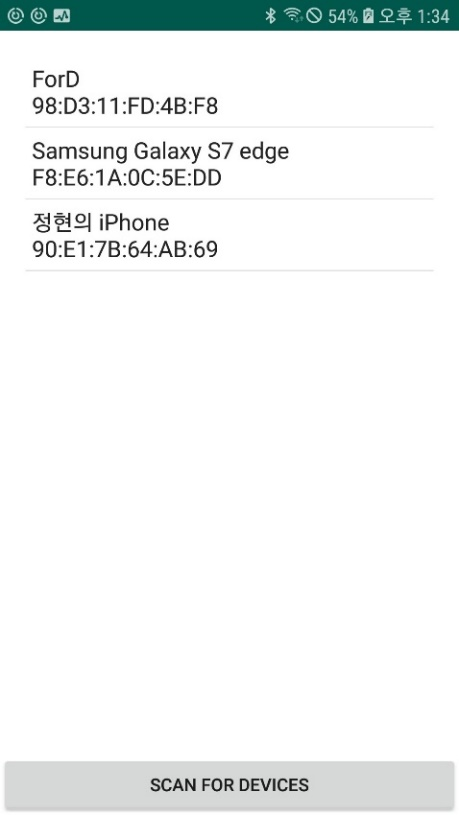 54% 오후 1:34
ForD
98:D3:11:FD:4B:F8
Samsung Galaxy S7 edge
F8:E6:1A:0C:5E:DD
정현의 iPhone
90:E1:7B:64:AB:69
SCAN FOR DEVICES